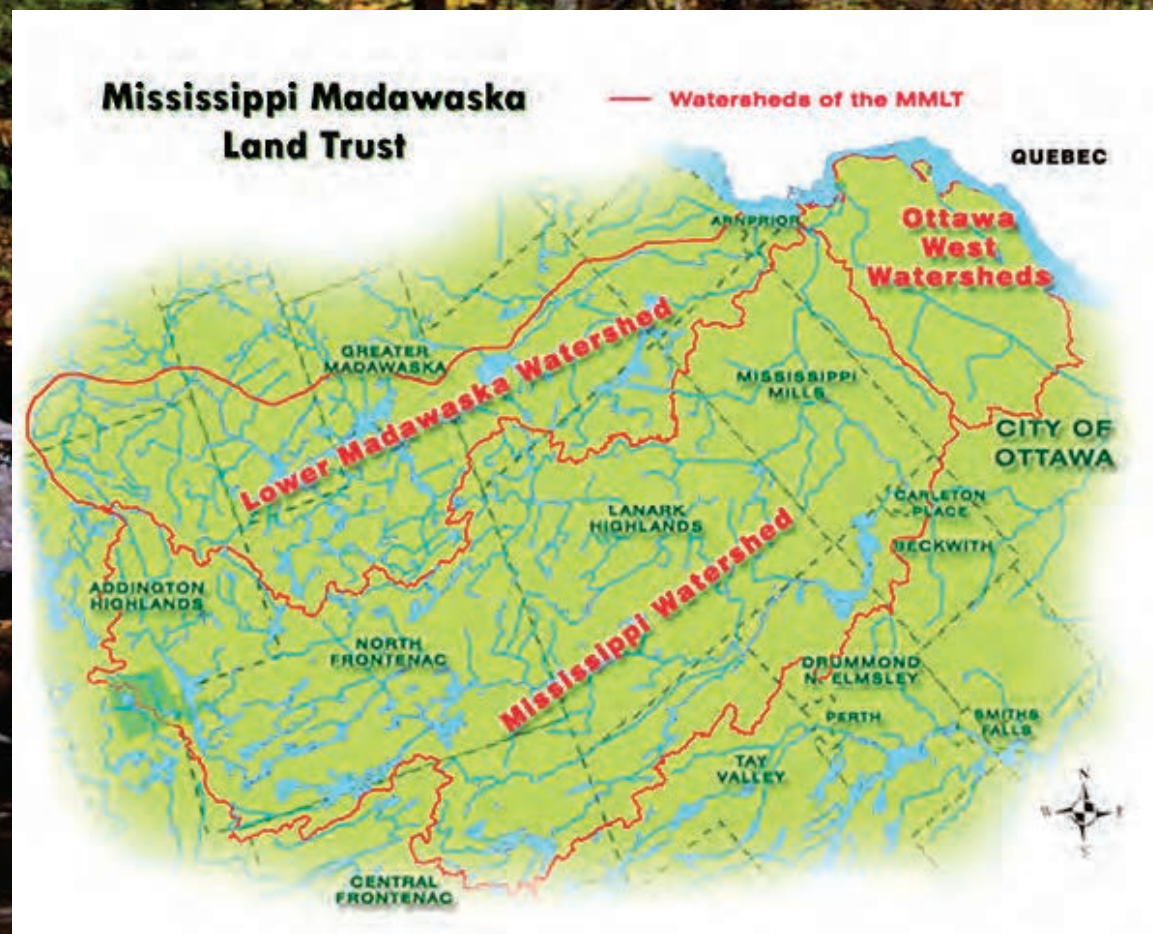 Mississippi Madawaska
Land Trust
Watersheds of the MMLT
QUEBEC
ARNPRIOR
Ottawa
West
Watersheds
GREATER
MADAWASKA
Lower Madawaska Watershed
MISSISSIPPI
MILLS
CITY OF
OTTAWA
CARLETON
PLACE
LANARK
HIGHLANDS
BECKWITH
Mississippi Watershed
ADDINGTON
HIGHLANDS
NORTH
FRONTENAC
DRUMMOND
N. ELMSLEY
PERTH
SMITHS
FALLS
TAY
VALLEY
N
W
E
S
CENTRAL
FRONTENAC